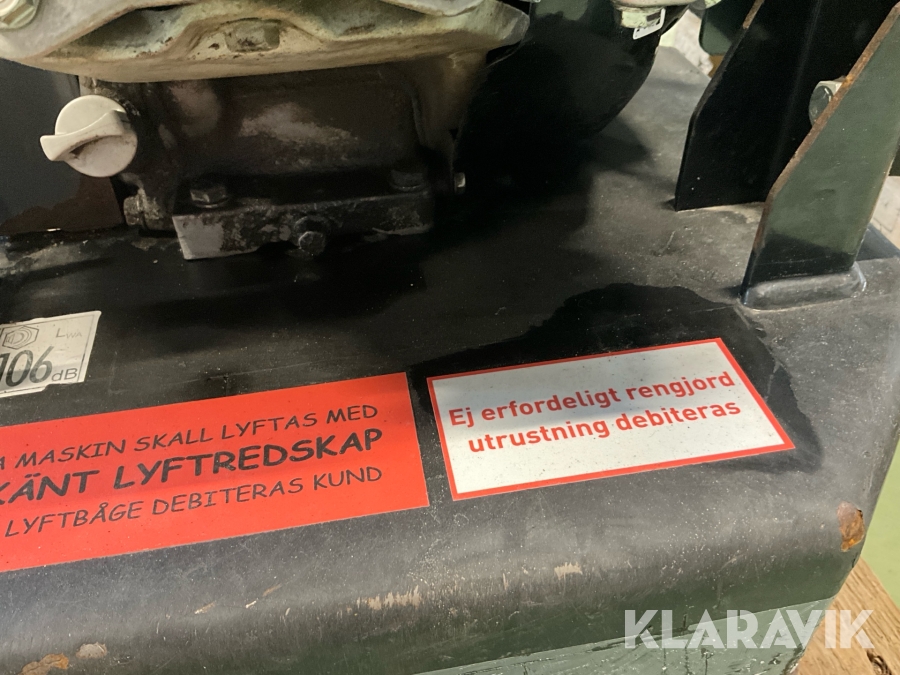 LWA
106dB
A MASKIN SKALL LYFTAS MED
KÄNT LYFTREDSKAP
LYFTBÅGE DEBITERAS KUND
Ej erfordeligt rengjord
utrustning debiteras
KLARAVIK